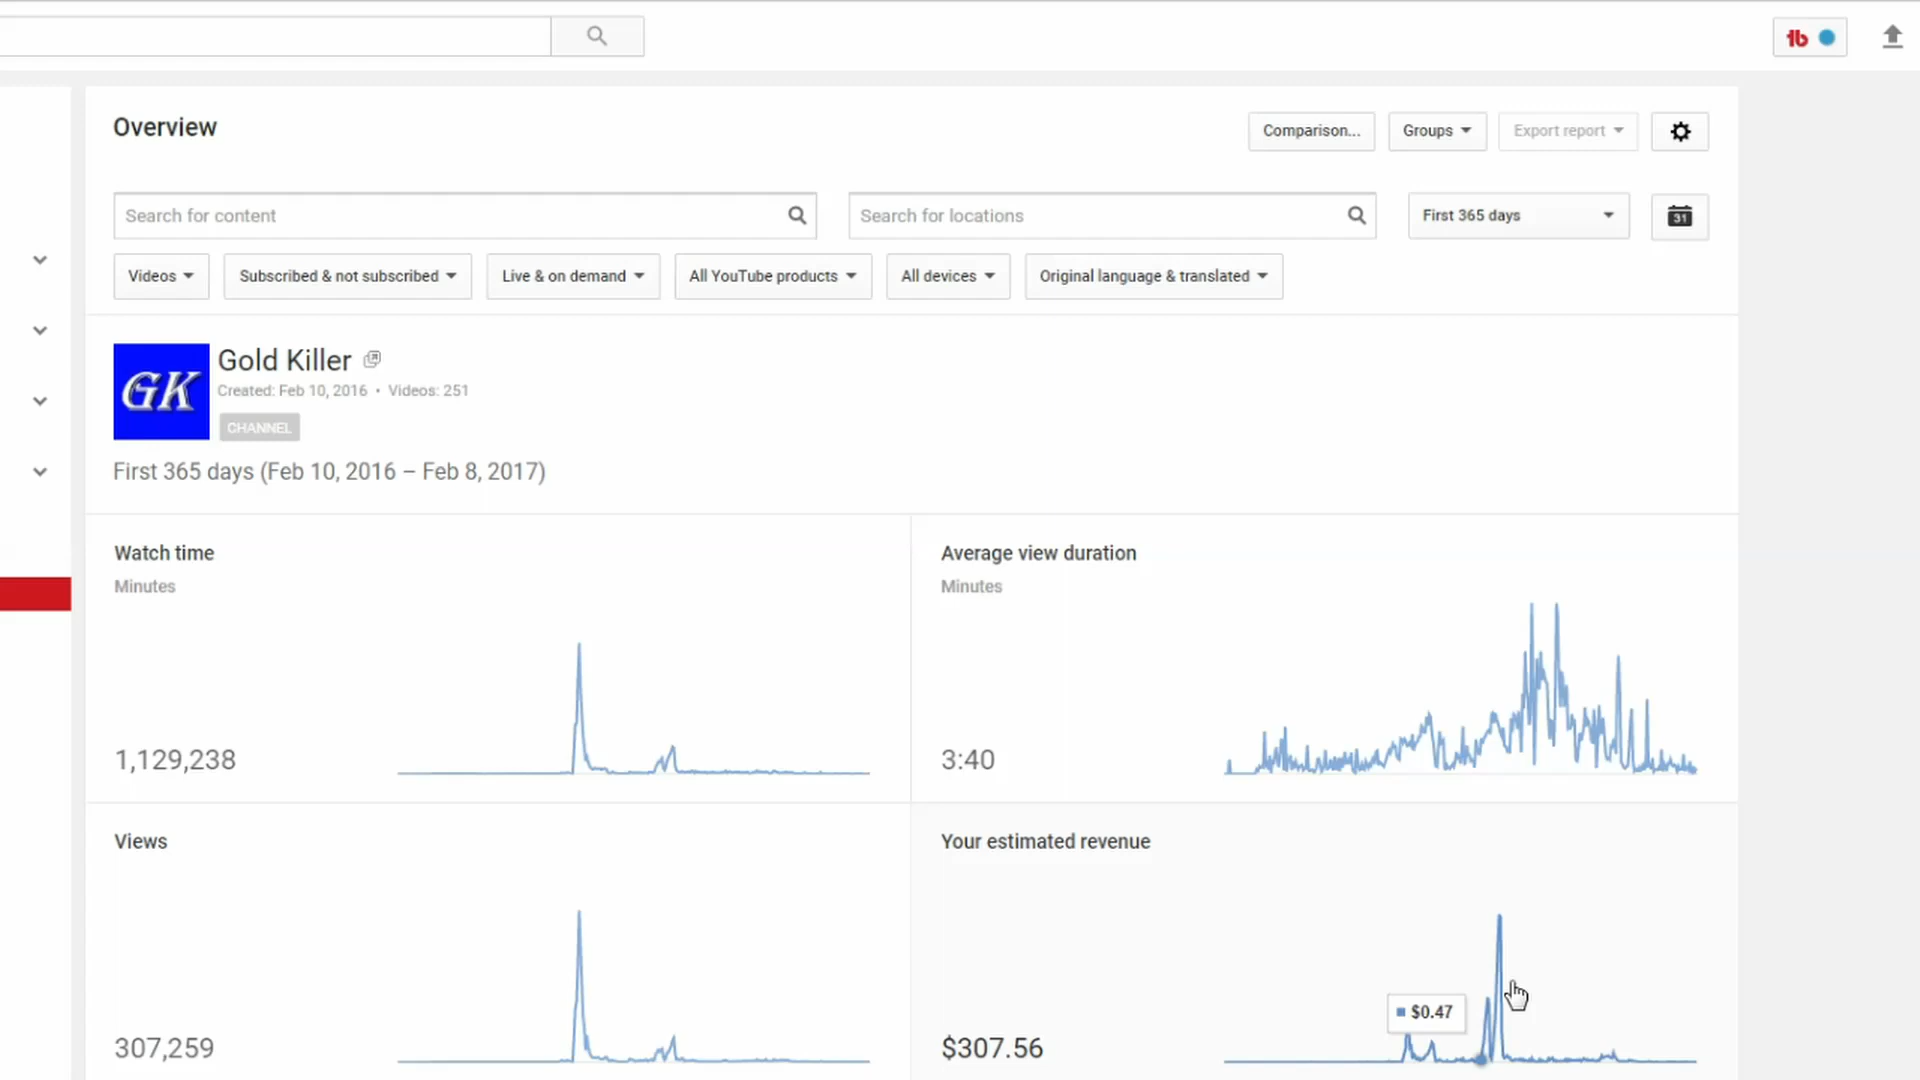 tb
Overview
Comparison...
Groups
Export report
Search for content
Search for locations
First 365 days
31
Videos
Subscribed & not subscribed
Live & on demand
All YouTube products
All devices
Original language & translated
GK
Gold Killer
Created: Feb 10, 2016 • Videos: 251
CHANNEL
First 365 days (Feb 10, 2016 – Feb 8, 2017)
Watch time
Minutes
1,129,238
Average view duration
Minutes
3:40
Views
307,259
Your estimated revenue
$0.47
$307.56